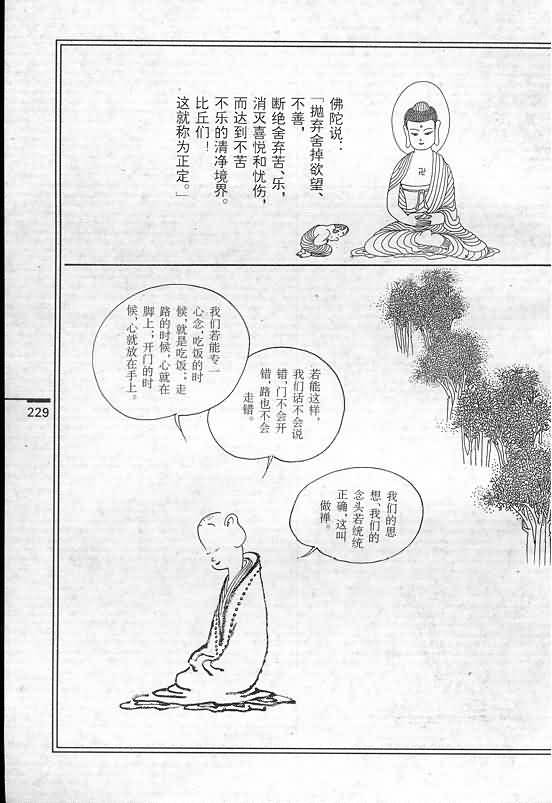 佛陀说：
「抛弃舍掉欲望、
不善，
断绝舍弃苦、乐，
消灭喜悦和忧伤，
而达到不苦
不乐的清净境界。
比丘们！
这就称为正定。」
卍
我们若能专一
心念，吃饭的时
候，就是吃饭；走
路的时候，心就在
脚上；开门的时
候，心就放在手上。
若能这样，
我们话不会说
错，门不会开
错，路也不会
走错。
我们的思
想，我们的
念头若统统
正确，这叫
做禅。
229